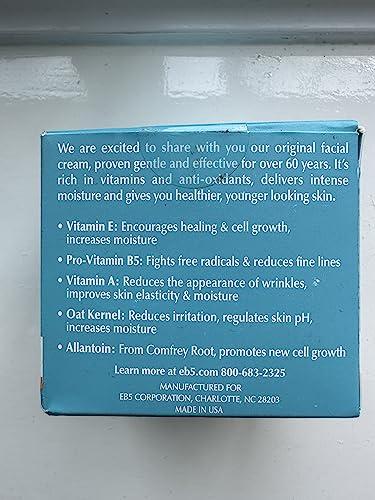 We are excited to share with you our original facial
cream, proven gentle and effective for over 60 years. It's
rich in vitamins and anti-oxidants, delivers intense
moisture and gives you healthier, younger looking skin.
• Vitamin E: Encourages healing & cell growth,
increases moisture
• Pro-Vitamin B5: Fights free radicals & reduces fine lines
• Vitamin A: Reduces the appearance of wrinkles,
improves skin elasticity & moisture
• Oat Kernel: Reduces irritation, regulates skin pH,
increases moisture
• Allantoin: From Comfrey Root, promotes new cell growth
Learn more at eb5.com 800-683-2325
MANUFACTURED FOR
EB5 CORPORATION, CHARLOTTE, NC 28203
MADE IN USA